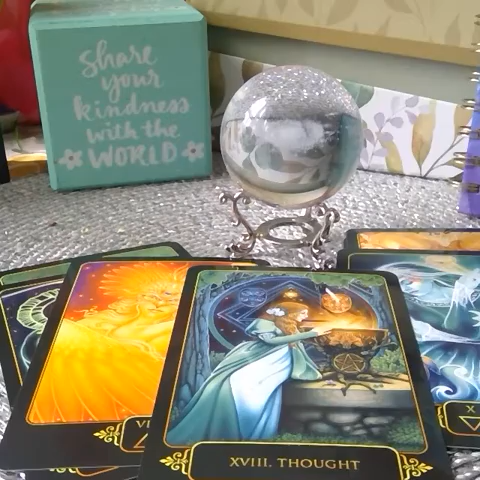 share
your
kindness
with the
WORLD
XVIII. THOUGHT